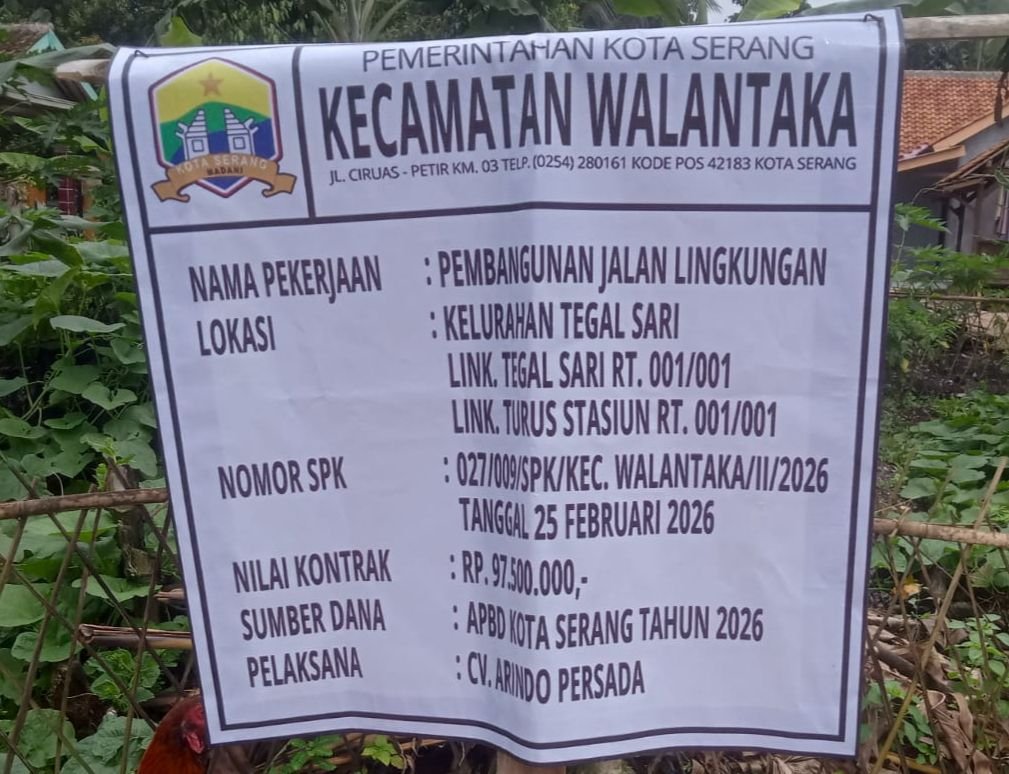 PEMERINTAHAN KOTA SERANG
KECAMATAN WALANTAKA
JL. CIRUAS - PETIR KM. 03 TELP. (0254) 280161 KODE POS 42183 KOTA SERANG
KOTA SERANG
MADANI
NAMA PEKERJAAN : PEMBANGUNAN JALAN LINGKUNGAN
LOKASI : KELURAHAN TEGAL SARI
LINK. TEGAL SARI RT. 001/001
LINK. TURUS STASIUN RT. 001/001
NOMOR SPK : 027/009/SPK/KEC. WALANTAKA/II/2026
TANGGAL 25 FEBRUARI 2026
NILAI KONTRAK : RP. 97.500.000,-
SUMBER DANA : APBD KOTA SERANG TAHUN 2026
PELAKSANA : CV. ARINDO PERSADA